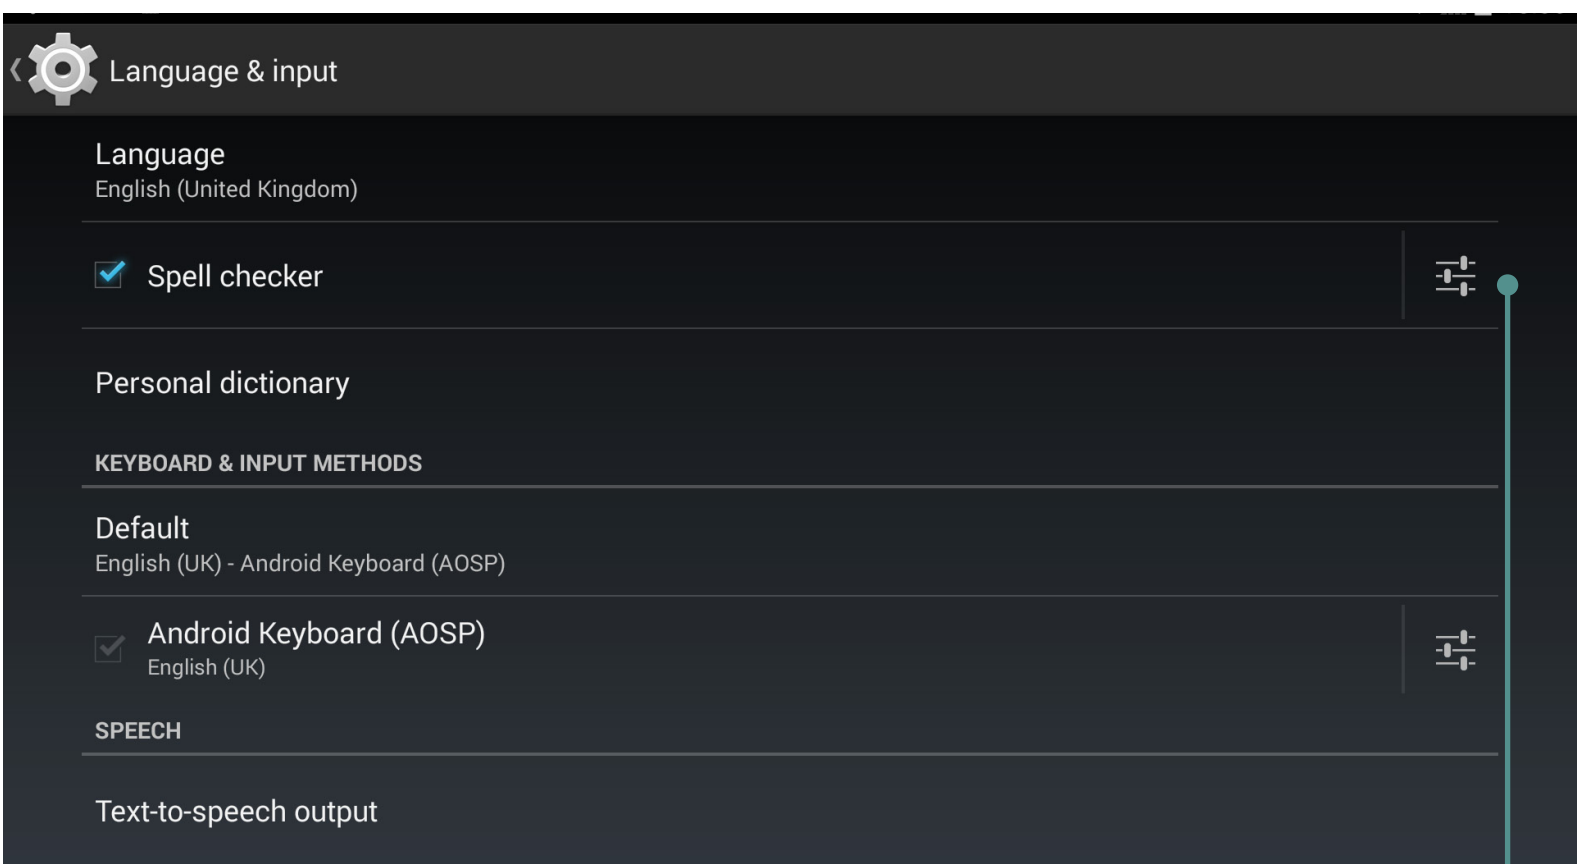 Language & input
Language
English (United Kingdom)
Spell checker
Personal dictionary
KEYBOARD & INPUT METHODS
Default
English (UK) - Android Keyboard (AOSP)
Android Keyboard (AOSP)
English (UK)
SPEECH
Text-to-speech output